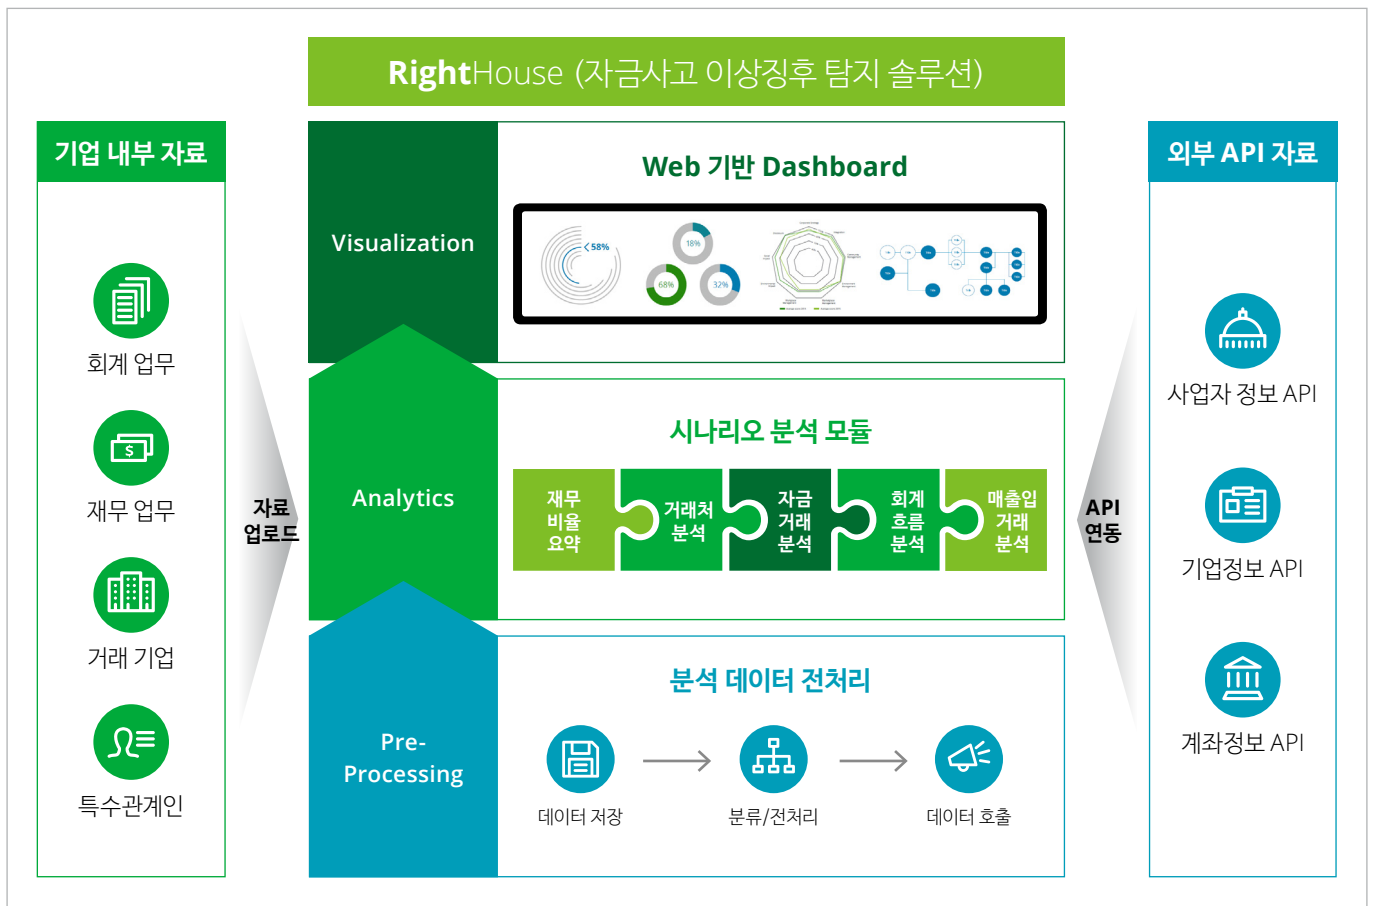 RightHouse (자금사고 이상징후 탐지 솔루션)
기업 내부 자료
회계 업무
재무 업무
거래 기업
특수관계인
자료
업로드
Visualization
Web 기반 Dashboard
58%
18%
68%
32%
Analytics
시나리오 분석 모듈
재무
비율
요약
거래처
분석
자금
거래
분석
회계
흐름
분석
매출입
거래
분석
Pre-
Processing
분석 데이터 전처리
데이터 저장
분류/전처리
데이터 호출
API
연동
외부 API 자료
사업자 정보 API
기업정보 API
계좌정보 API